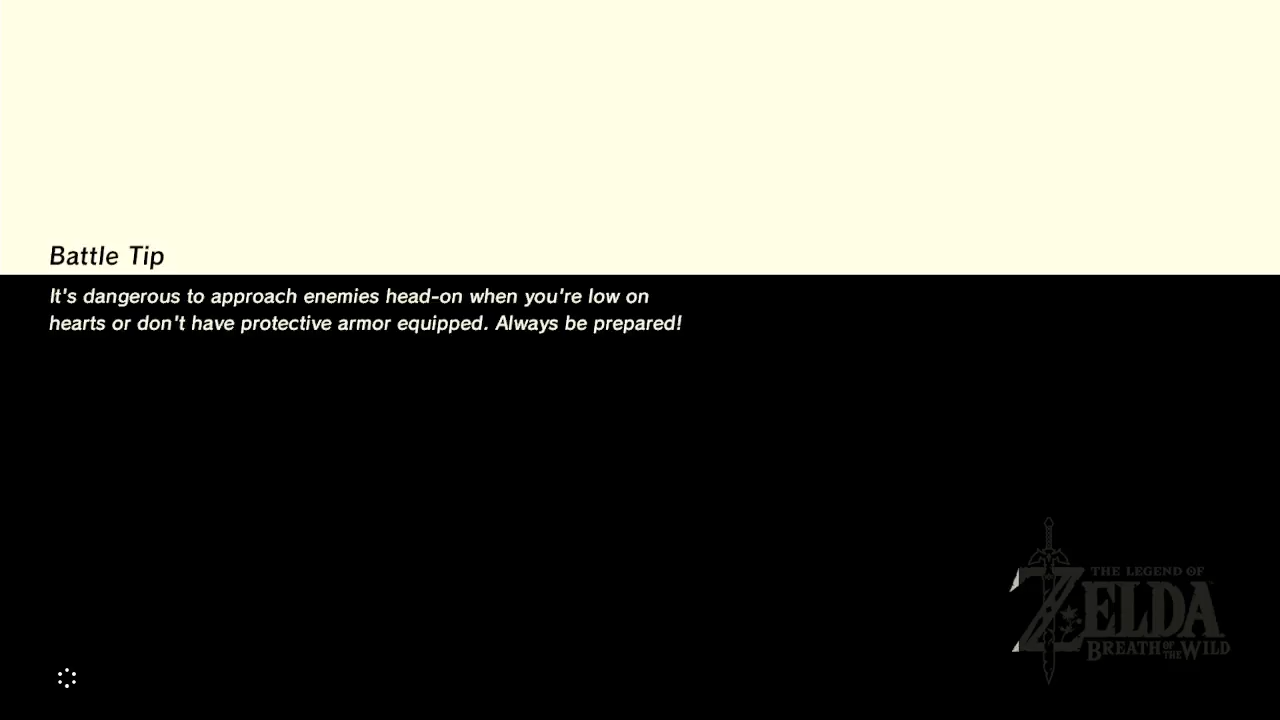 Battle Tip
It's dangerous to approach enemies head-on when you're low on
hearts or don't have protective armor equipped. Always be prepared!
THE LEGEND OF
ZELDA
BREATH OF THE WILD